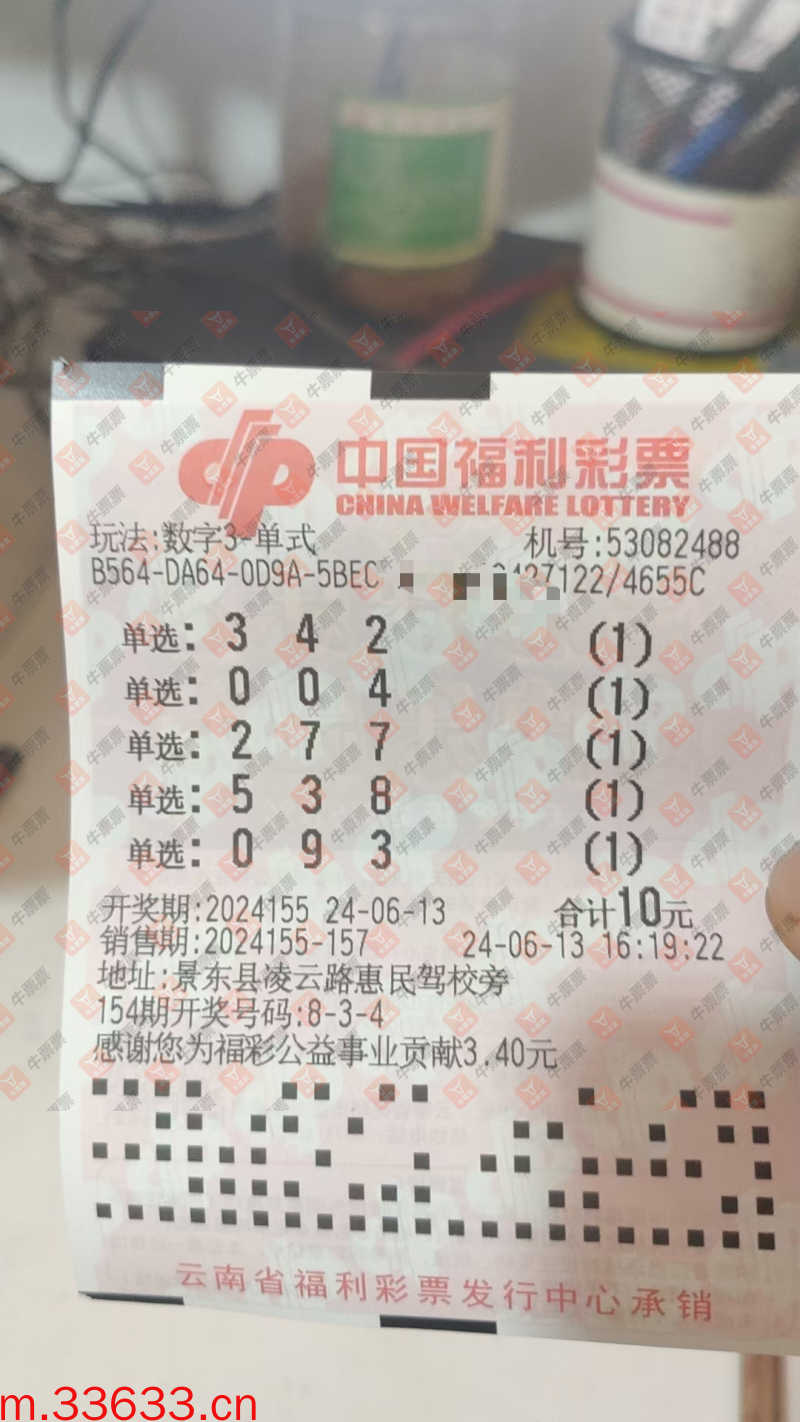 中国福利彩票
CHINA WELFARE LOTTERY
玩法:数字3-单式 机号:53082488
B564-DA64-0D9A-5BEC 127122/4655C
单选: 3 4 2 (1)
单选: 0 0 4 (1)
单选: 2 7 7 (1)
单选: 5 3 8 (1)
单选: 0 9 3 (1)
开奖期:2024155 24-06-13 合计10元
销售期:2024155-157 24-06-13 16:19:22
地址:景东县凌云路惠民驾校旁
154期开奖号码:8-3-4
感谢您为福彩公益事业贡献3.40元
云南省福利彩票发行中心承销
牛票票
m.33633.cn